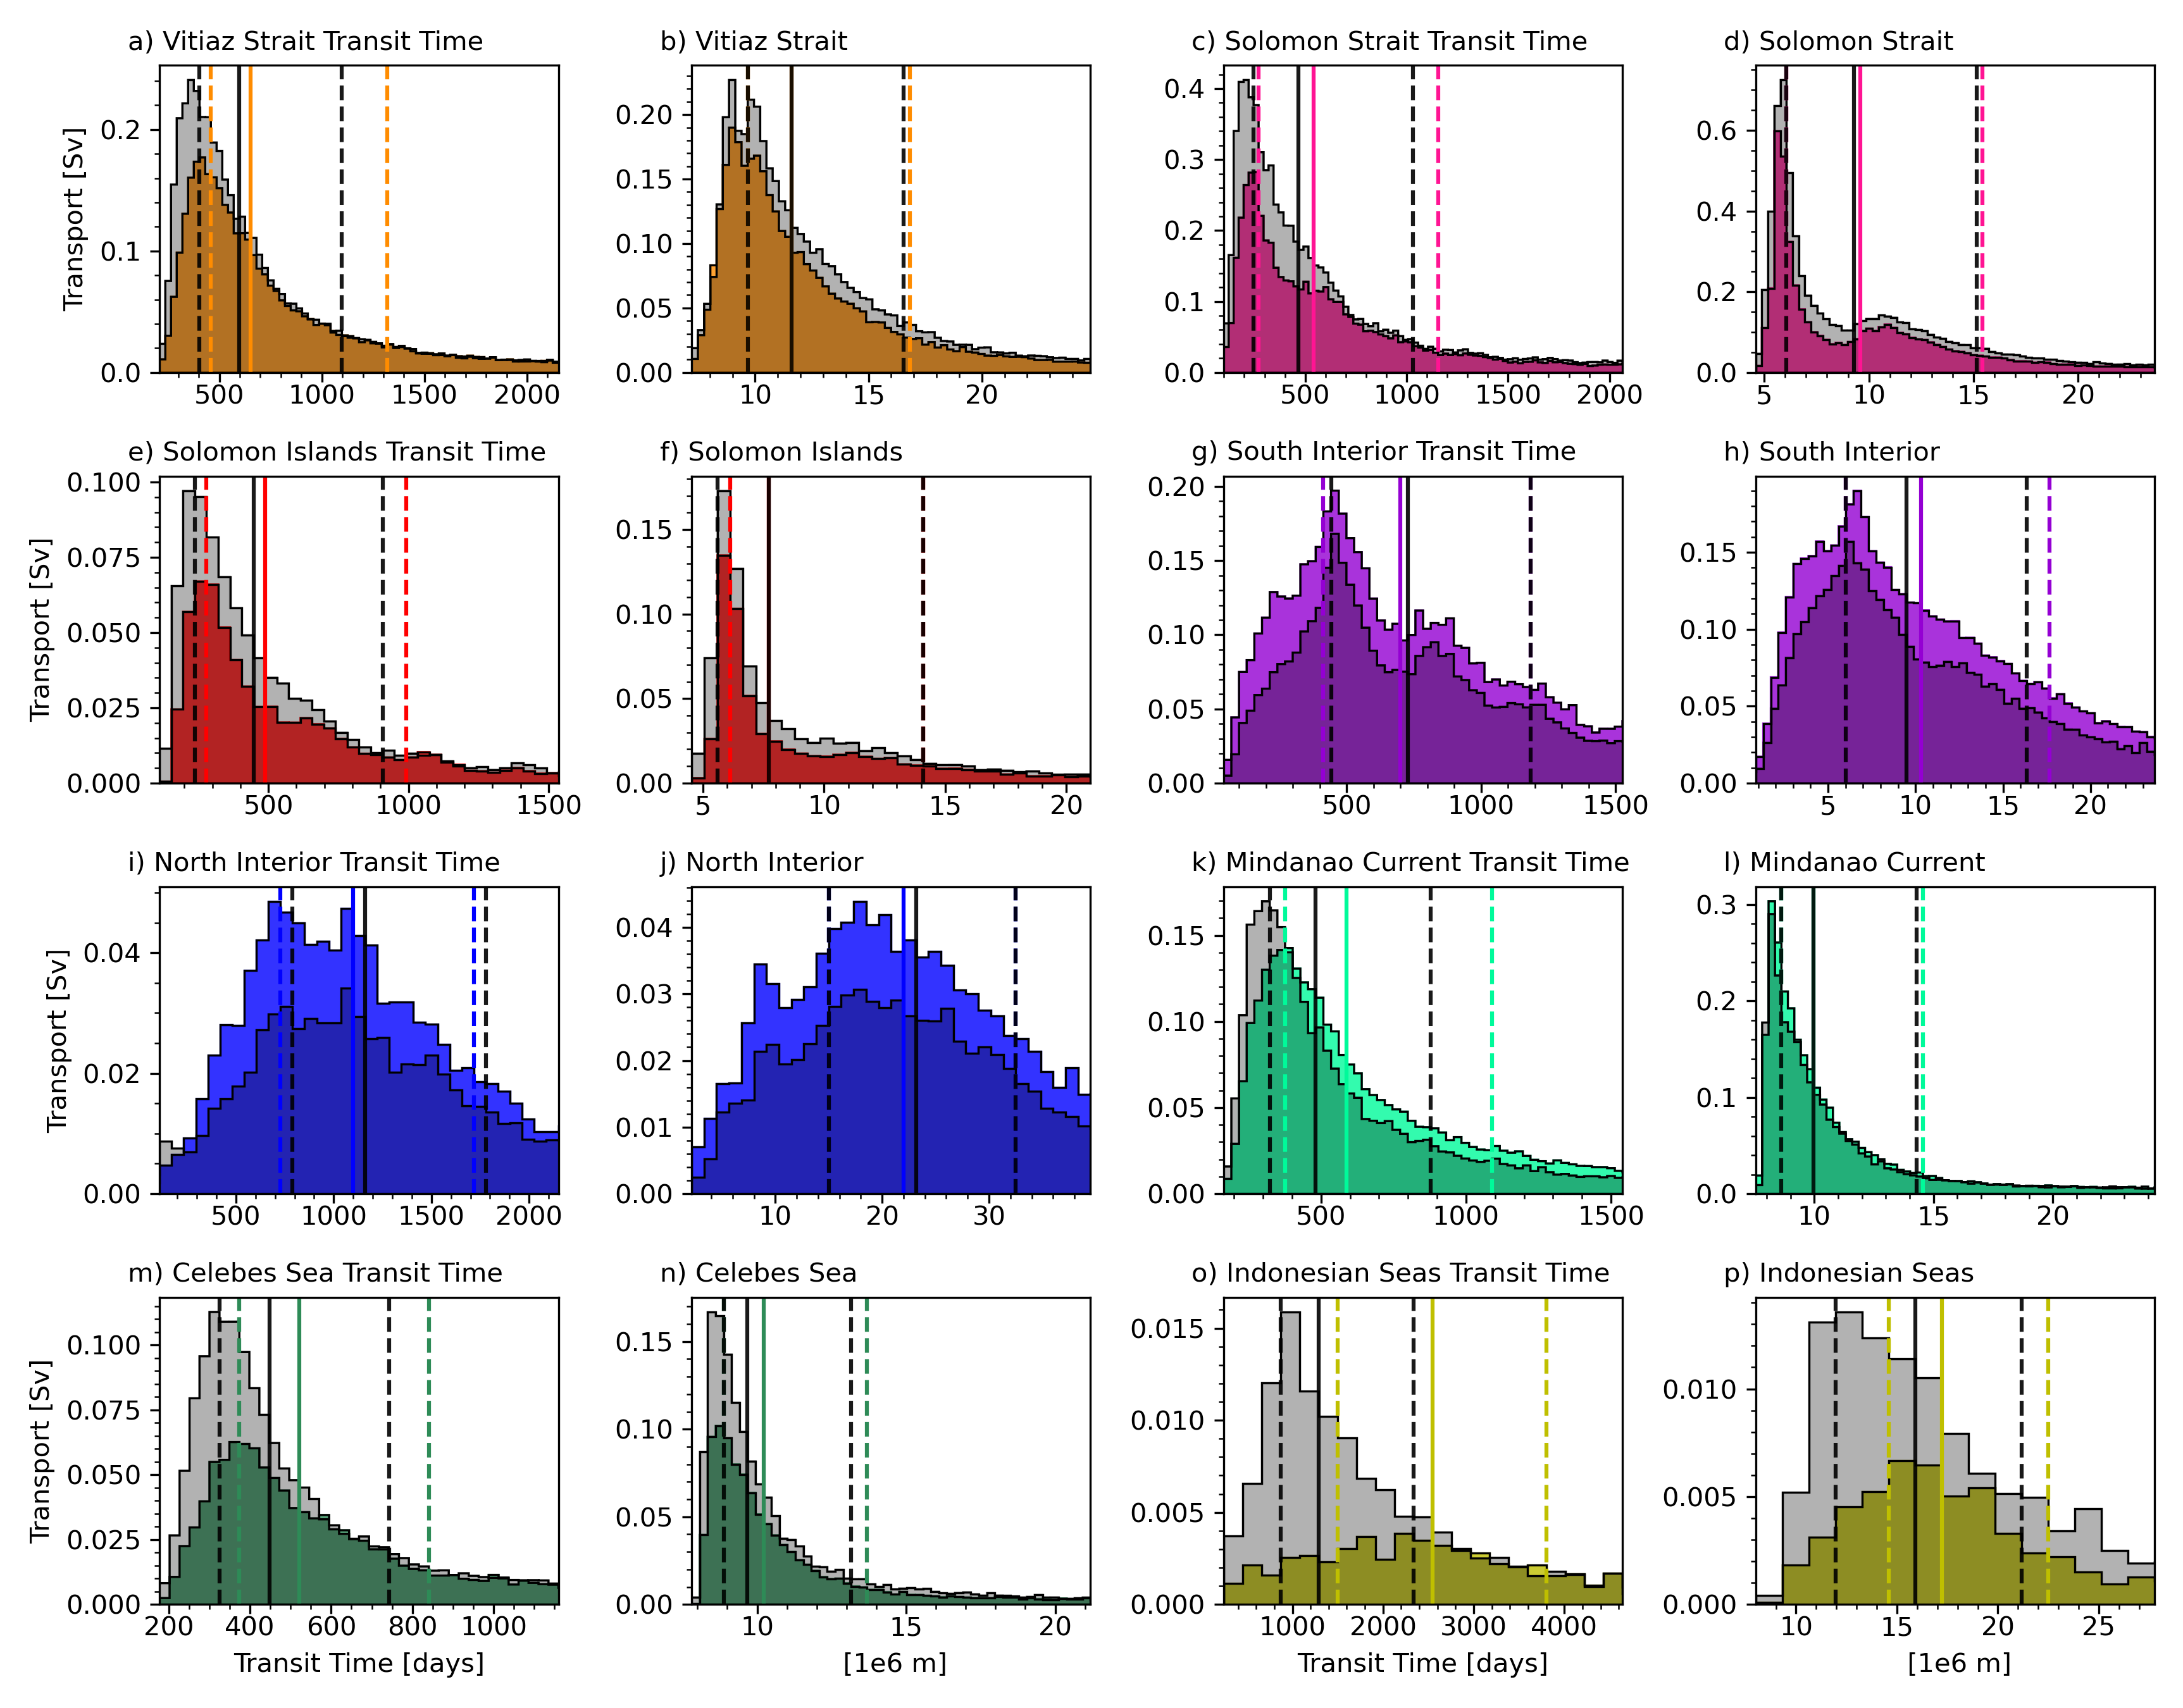 a) Vitiaz Strait Transit Time
b) Vitiaz Strait
c) Solomon Strait Transit Time
d) Solomon Strait
Transport [Sv]
0.2
0.1
0.0
500 1000 1500 2000
0.20
0.15
0.10
0.05
0.00
10 15 20
0.4
0.3
0.2
0.1
0.0
500 1000 1500 2000
0.6
0.4
0.2
0.0
5 10 15 20
e) Solomon Islands Transit Time
f) Solomon Islands
g) South Interior Transit Time
h) South Interior
Transport [Sv]
0.100
0.075
0.050
0.025
0.000
500 1000 1500
0.15
0.10
0.05
0.00
5 10 15 20
0.20
0.15
0.10
0.05
0.00
500 1000 1500
0.15
0.10
0.05
0.00
5 10 15 20
i) North Interior Transit Time
j) North Interior
k) Mindanao Current Transit Time
l) Mindanao Current
Transport [Sv]
0.04
0.02
0.00
500 1000 1500 2000
0.04
0.03
0.02
0.01
0.00
10 20 30
0.15
0.10
0.05
0.00
500 1000 1500
0.3
0.2
0.1
0.0
10 15 20
m) Celebes Sea Transit Time
n) Celebes Sea
o) Indonesian Seas Transit Time
p) Indonesian Seas
Transport [Sv]
0.100
0.075
0.050
0.025
0.000
200 400 600 800 1000
Transit Time [days]
0.15
0.10
0.05
0.00
10 15 20
[1e6 m]
0.015
0.010
0.005
0.000
1000 2000 3000 4000
Transit Time [days]
0.010
0.005
0.000
10 15 20 25
[1e6 m]